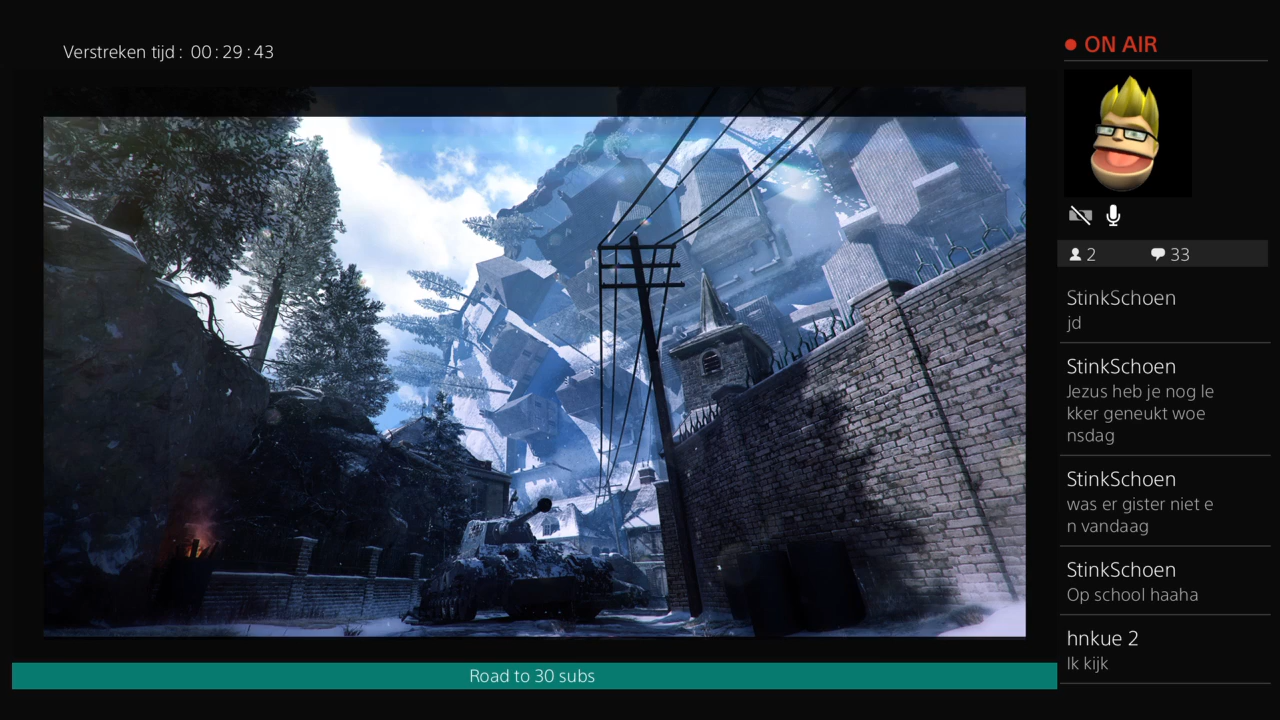 Verstreken tijd : 00 : 29 : 43
ON AIR
2
33
StinkSchoen
jd
StinkSchoen
Jezus heb je nog le
kker geneukt woe
nsdag
StinkSchoen
was er gister niet e
n vandaag
StinkSchoen
Op school haaha
hnkue 2
Ik kijk
Road to 30 subs